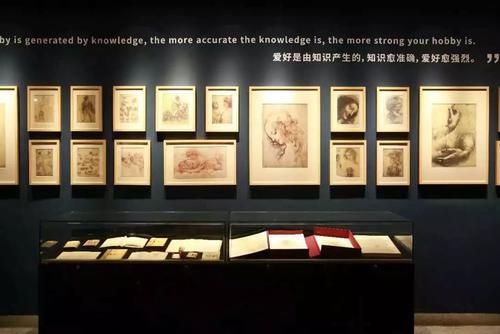 by is generated by knowledge, the more accurate the knowledge is, the more strong your hobby is.
爱好是由知识产生的，知识愈准确，爱好愈强烈。 ”